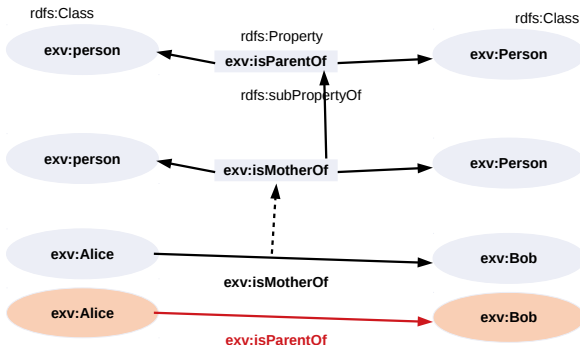 rdfs:Class
rdfs:Class
rdfs:Property
exv:person
exv:isParentOf
exv:Person
rdfs:subPropertyOf
exv:person
exv:isMotherOf
exv:Person
exv:Alice
exv:Bob
exv:isMotherOf
exv:Alice
exv:Bob
exv:isParentOf